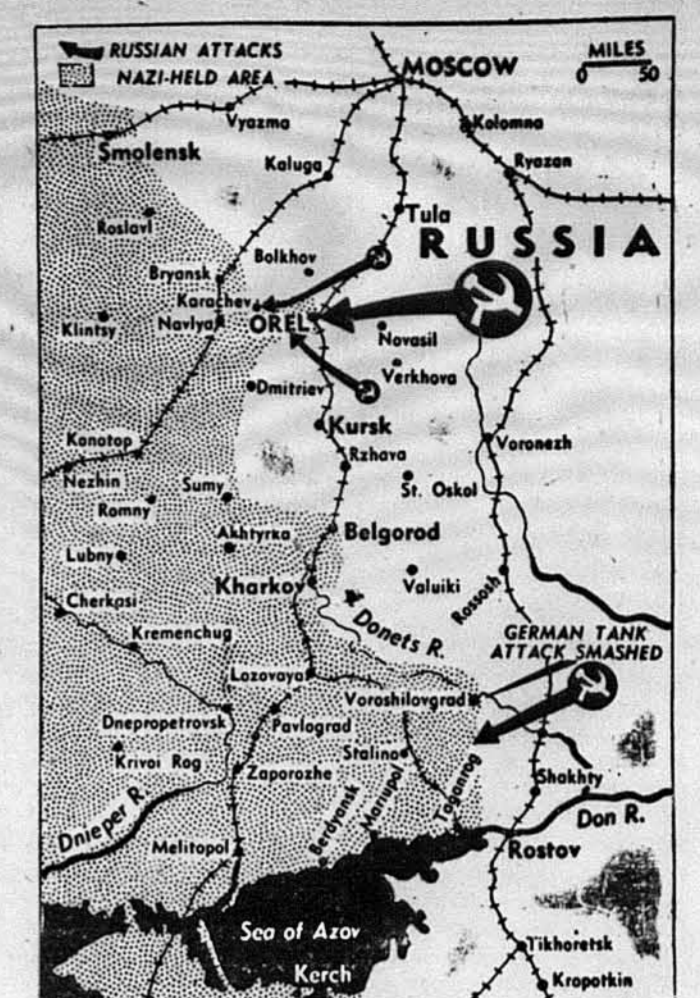 RUSSIAN ATTACKS
NAZI-HELD AREA
MILES
0 50
MOSCOW
Vyazma
Kolomna
Smolensk
Kaluga
Ryazan
Roslavl
Tula
RUSSIA
Bolkhov
Bryansk
Karachev
Klintsy
Navlya
OREL
Novasil
Verkhova
Dmitriev
Kursk
Konotop
Voronezh
Rzhava
Nezhin
Sumy
St. Oskol
Romny
Akhtyrka
Belgorod
Lubny
Kharkov
Valuiki
Rossosh
Cherkasi
Donets R.
Kremenchug
GERMAN TANK
ATTACK SMASHED
Lozovaya
Voroshilovgrad
Dnepropetrovsk
Pavlograd
Krivoi Rog
Stalino
Zaporozhe
Shakhty
Dnieper R.
Berdyansk
Mariupol
Taganrog
Don R.
Melitopol
Rostov
Sea of Azov
Tikhoretsk
Kerch
Kropotkin